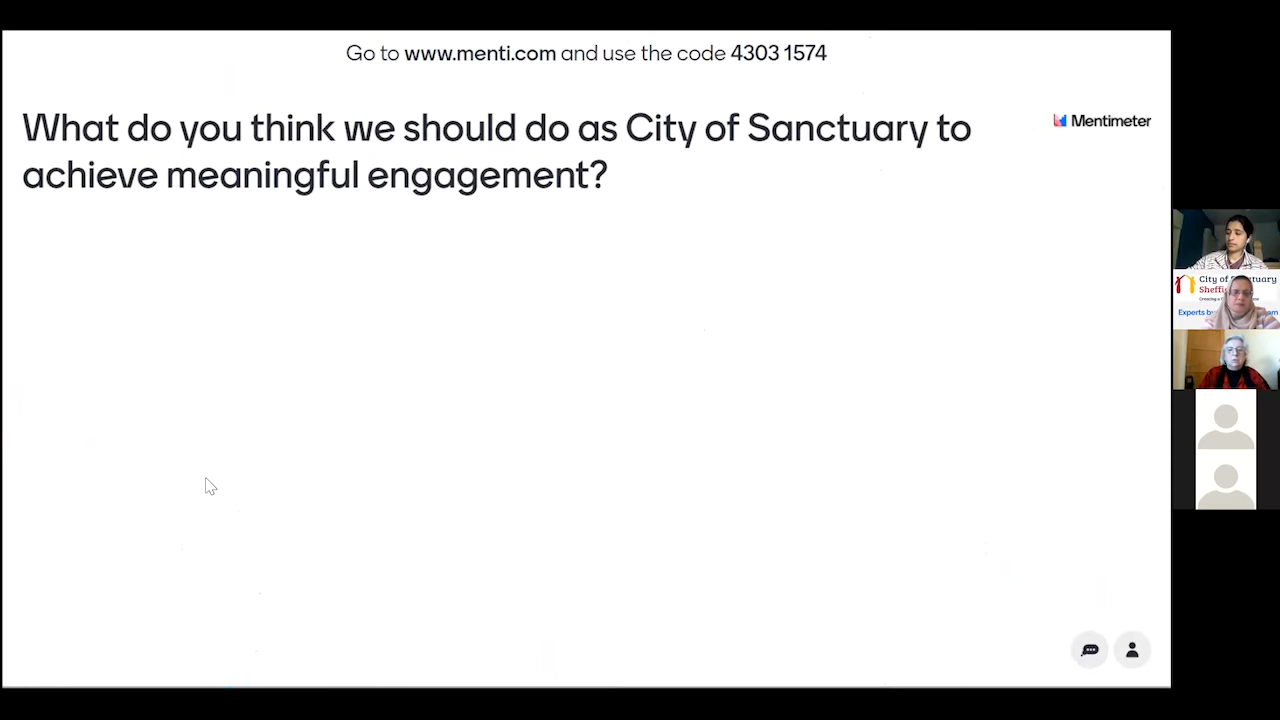 Go to www.menti.com and use the code 4303 1574
What do you think we should do as City of Sanctuary to
achieve meaningful engagement?
Mentimeter
City of
Experts